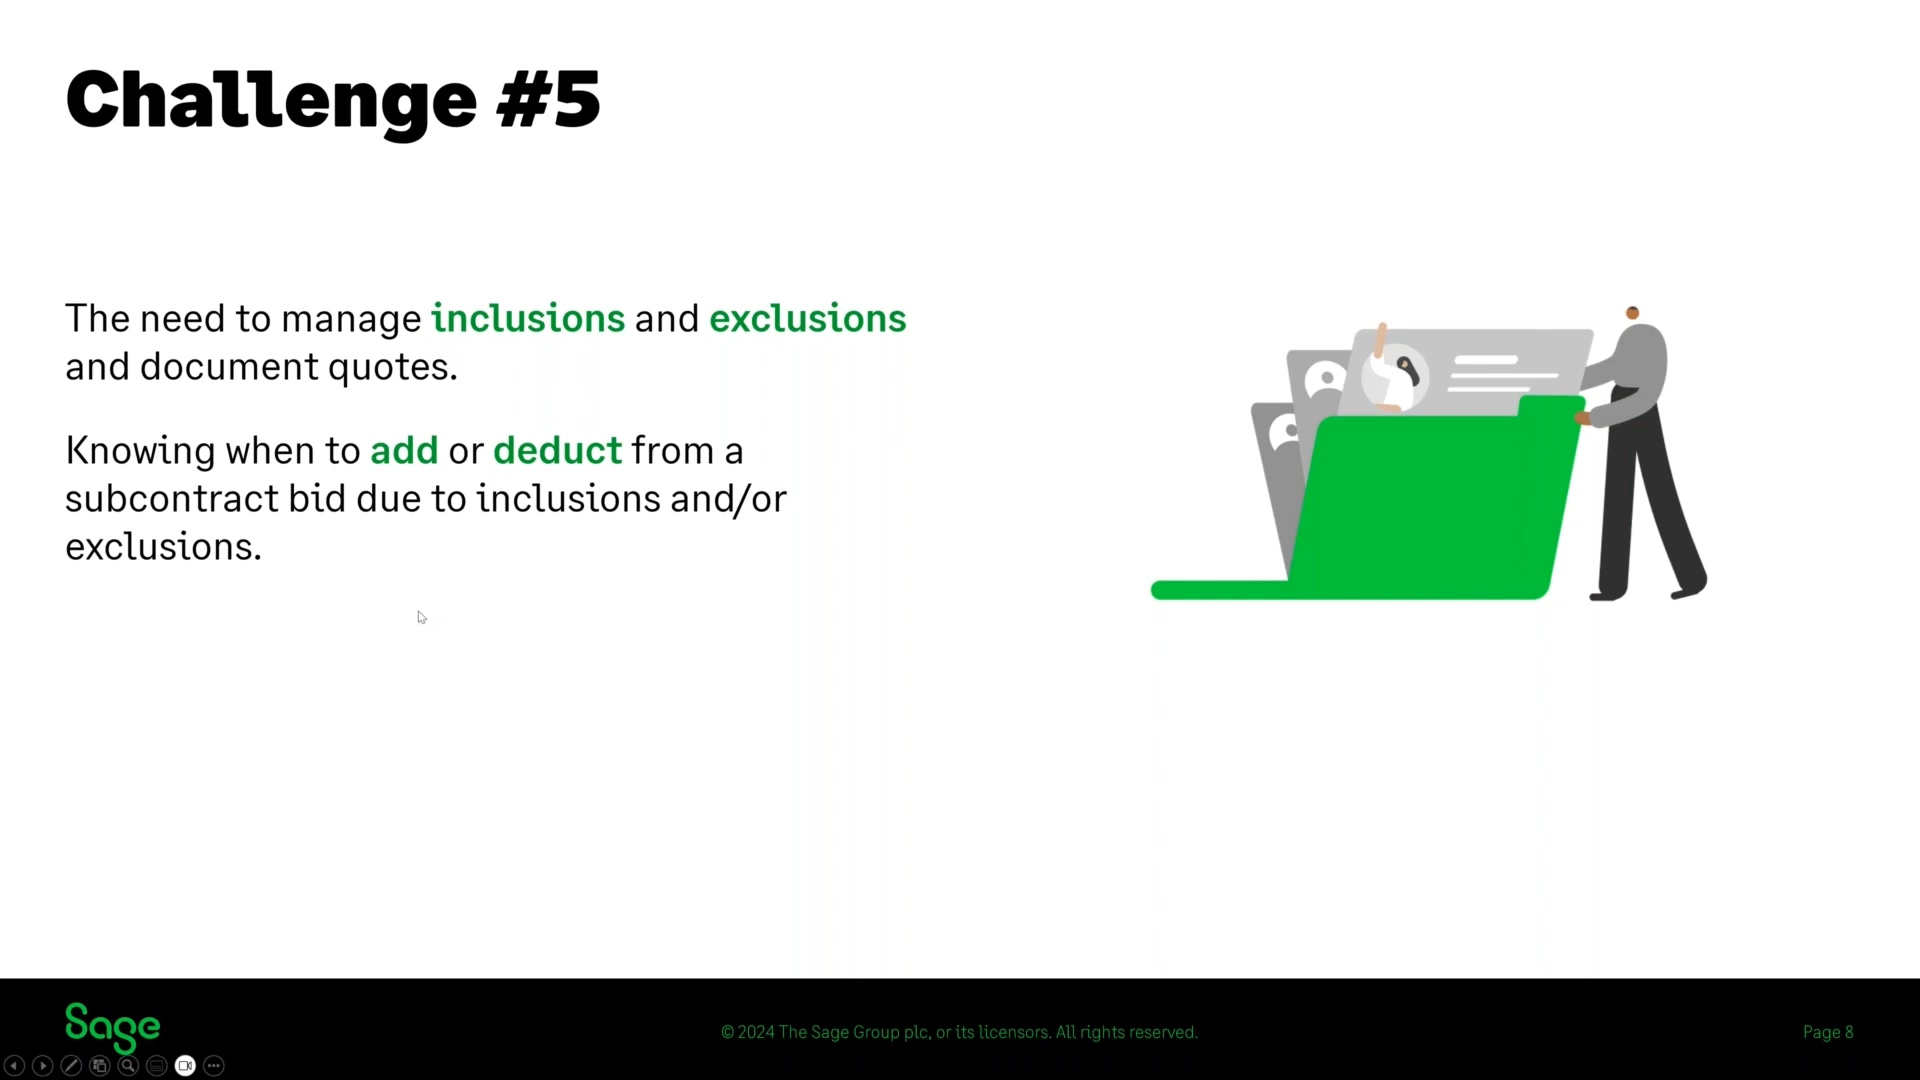 Challenge #5
The need to manage inclusions and exclusions
and document quotes.
Knowing when to add or deduct from a
subcontract bid due to inclusions and/or
exclusions.
Sage
© 2024 The Sage Group plc, or its licensors. All rights reserved.
Page 8